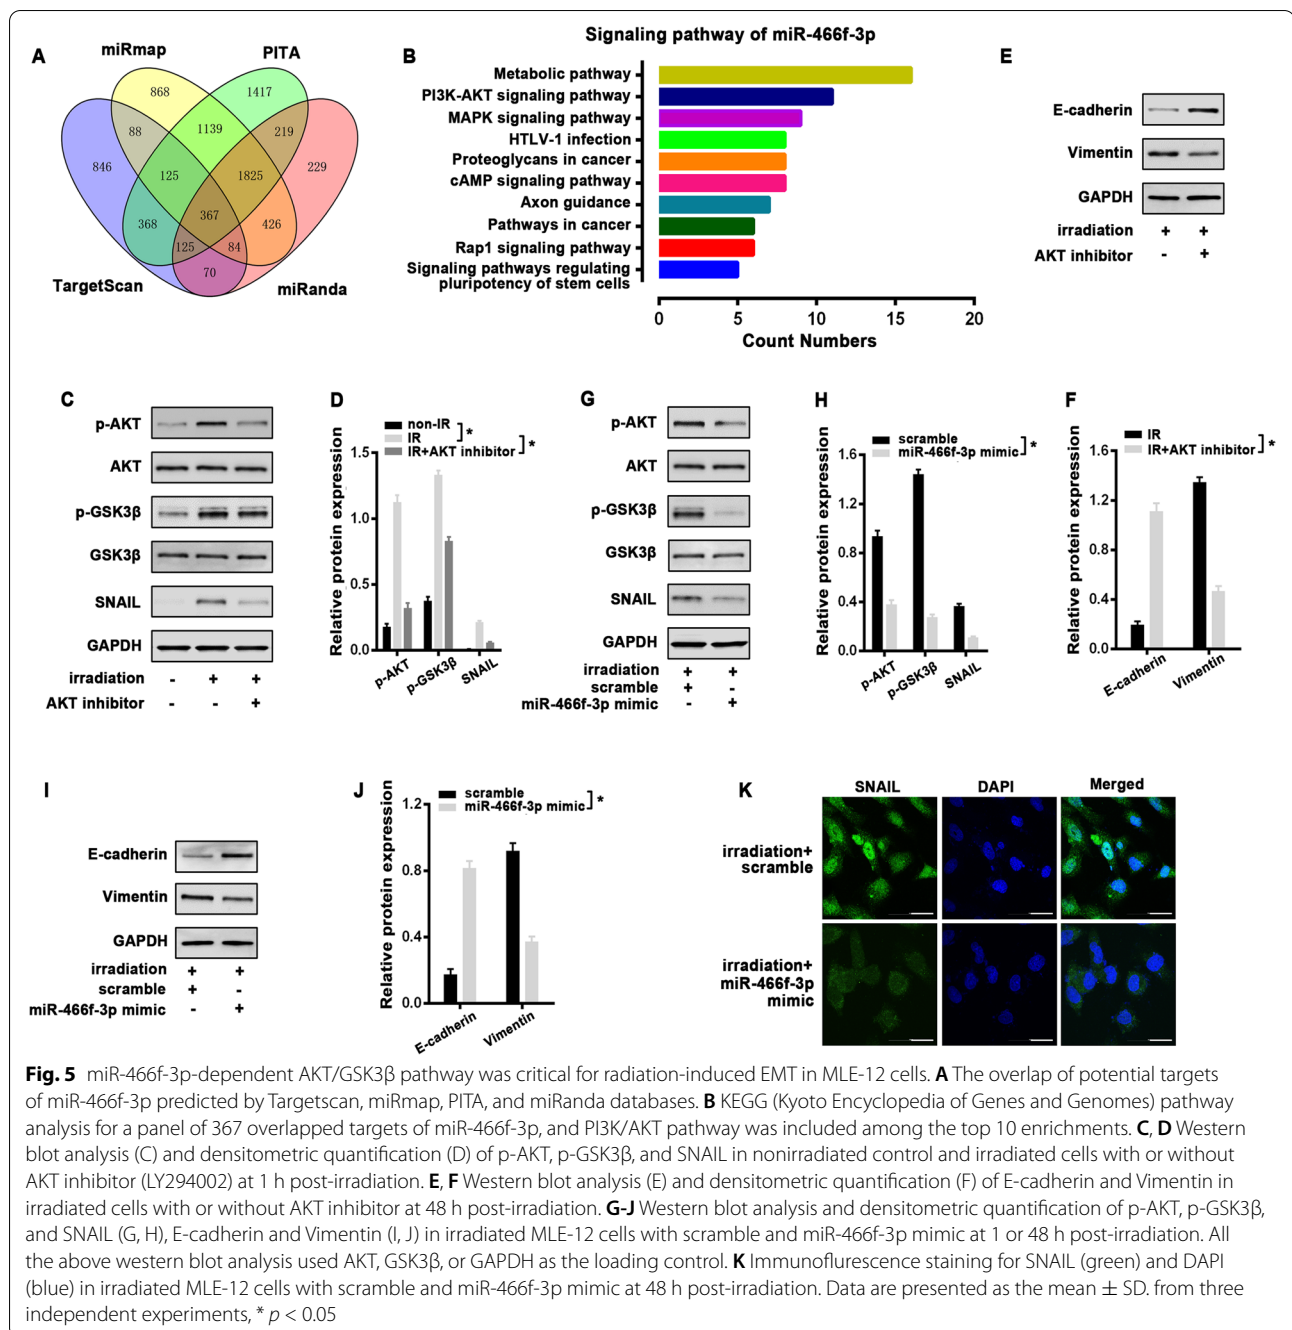 A
miRmap
PITA
868
1417
88
1139
219
846
125
1825
229
368
367
426
125
84
70
TargetScan
miRanda
B
Signaling pathway of miR-466f-3p
Metabolic pathway
PI3K-AKT signaling pathway
MAPK signaling pathway
HTLV-1 infection
Proteoglycans in cancer
cAMP signaling pathway
Axon guidance
Pathways in cancer
Rap1 signaling pathway
Signaling pathways regulating
pluripotency of stem cells
0 5 10 15 20
Count Numbers
E
E-cadherin
Vimentin
GAPDH
irradiation + +
AKT inhibitor - +
C
p-AKT
AKT
p-GSK3β
GSK3β
SNAIL
GAPDH
irradiation - + +
AKT inhibitor - - +
D
non-IR
IR
IR+AKT inhibitor
*
*
Relative protein expression
1.5
1.0
0.5
0.0
p-AKT p-GSK3β SNAIL
G
p-AKT
AKT
p-GSK3β
GSK3β
SNAIL
GAPDH
irradiation + +
scramble + -
miR-466f-3p mimic - +
H
scramble
miR-466f-3p mimic
*
Relative protein expression
1.6
1.2
0.8
0.4
0.0
p-AKT p-GSK3β SNAIL
F
IR
IR+AKT inhibitor
*
Relative protein expression
1.6
1.2
0.8
0.4
0.0
E-cadherin Vimentin
I
E-cadherin
Vimentin
GAPDH
irradiation + +
scramble + -
miR-466f-3p mimic - +
J
scramble
miR-466f-3p mimic
*
Relative protein expression
1.2
0.8
0.4
0.0
E-cadherin Vimentin
K
SNAIL DAPI Merged
irradiation+
scramble
irradiation+
miR-466f-3p
mimic
Fig. 5 miR-466f-3p-dependent AKT/GSK3β pathway was critical for radiation-induced EMT in MLE-12 cells. A The overlap of potential targets
of miR-466f-3p predicted by Targetscan, miRmap, PITA, and miRanda databases. B KEGG (Kyoto Encyclopedia of Genes and Genomes) pathway
analysis for a panel of 367 overlapped targets of miR-466f-3p, and PI3K/AKT pathway was included among the top 10 enrichments. C, D Western
blot analysis (C) and densitometric quantification (D) of p-AKT, p-GSK3β, and SNAIL in nonirradiated control and irradiated cells with or without
AKT inhibitor (LY294002) at 1 h post-irradiation. E, F Western blot analysis (E) and densitometric quantification (F) of E-cadherin and Vimentin in
irradiated cells with or without AKT inhibitor at 48 h post-irradiation. G-J Western blot analysis and densitometric quantification of p-AKT, p-GSK3β,
and SNAIL (G, H), E-cadherin and Vimentin (I, J) in irradiated MLE-12 cells with scramble and miR-466f-3p mimic at 1 or 48 h post-irradiation. All
the above western blot analysis used AKT, GSK3β, or GAPDH as the loading control. K Immunoflurescence staining for SNAIL (green) and DAPI
(blue) in irradiated MLE-12 cells with scramble and miR-466f-3p mimic at 48 h post-irradiation. Data are presented as the mean ± SD. from three
independent experiments, * p < 0.05